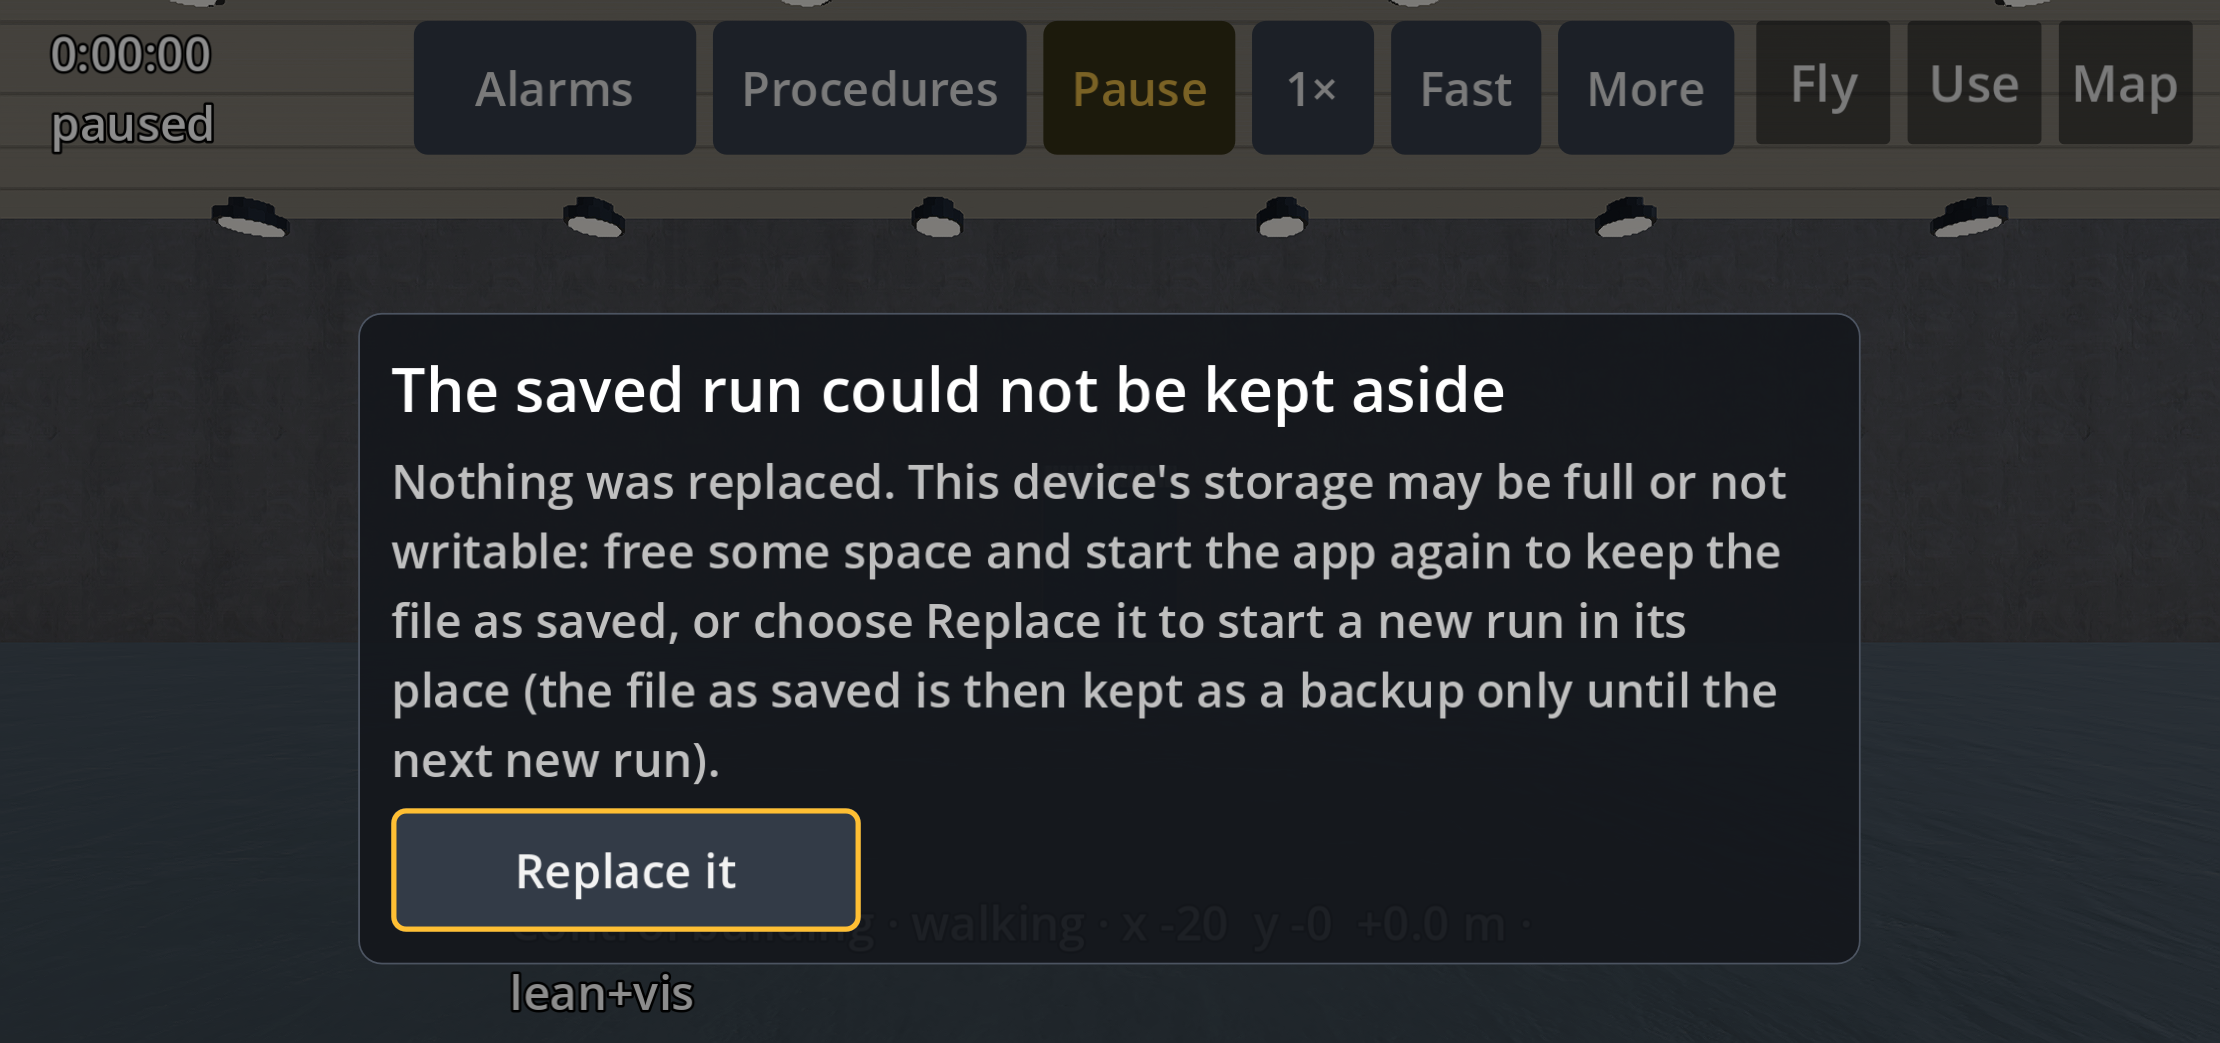 0:00:00
paused
Alarms
Procedures
Pause
1×
Fast
More
Fly
Use
Map
The saved run could not be kept aside
Nothing was replaced. This device's storage may be full or not
writable: free some space and start the app again to keep the
file as saved, or choose Replace it to start a new run in its
place (the file as saved is then kept as a backup only until the
next new run).
Replace it
Control building · walking · x -20 y -0 +0.0 m ·
lean+vis